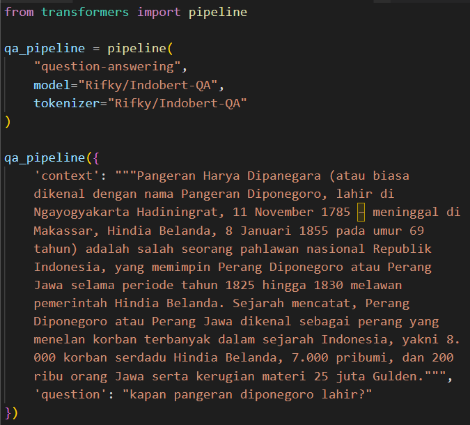 from transformers import pipeline
qa_pipeline = pipeline(
"question-answering",
model="Rifky/Indobert-QA",
tokenizer="Rifky/Indobert-QA"
)
qa_pipeline({
'context': """Pangeran Harya Dipanegara (atau biasa
dikenal dengan nama Pangeran Diponegoro, lahir di
Ngayogyakarta Hadiningrat, 11 November 1785 – meninggal di
Makassar, Hindia Belanda, 8 Januari 1855 pada umur 69
tahun) adalah salah seorang pahlawan nasional Republik
Indonesia, yang memimpin Perang Diponegoro atau Perang
Jawa selama periode tahun 1825 hingga 1830 melawan
pemerintah Hindia Belanda. Sejarah mencatat, Perang
Diponegoro atau Perang Jawa dikenal sebagai perang yang
menelan korban terbanyak dalam sejarah Indonesia, yakni 8.
000 korban serdadu Hindia Belanda, 7.000 pribumi, dan 200
ribu orang Jawa serta kerugian materi 25 juta Gulden.""",
'question': "kapan pangeran diponegoro lahir?"
})